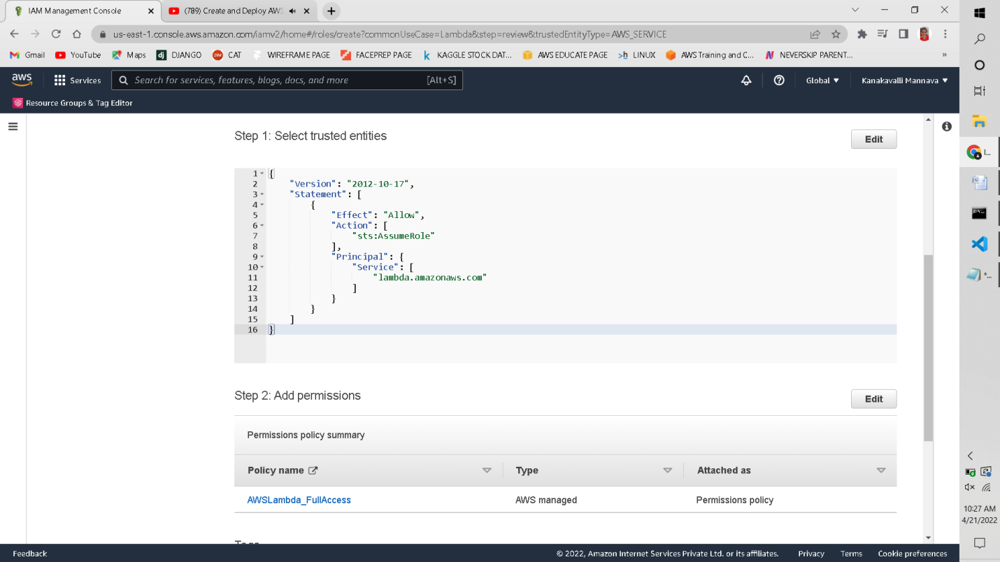 IAM Management Console
(789) Create and Deploy AWS
us-east-1.console.aws.amazon.com/iamv2/home#/roles/create?commonUseCase=Lambda&step=review&trustedEntityType=AWS_SERVICE
Gmail YouTube Maps DJANGO CAT WIREFRAME PAGE FACEPREP PAGE KAGGLE STOCK DAT... AWS EDUCATE PAGE LINUX AWS Training and C... NEVERSKIP PARENT... »
aws Services Search for services, features, blogs, docs, and more [Alt+S] Global ▼ Kanakavalli Mannava ▼
Resource Groups & Tag Editor
Step 1: Select trusted entities
Edit
1 {
2 "Version": "2012-10-17",
3 "Statement": [
4 {
5 "Effect": "Allow",
6 "Action": [
7 "sts:AssumeRole"
8 ],
9 "Principal": {
10 "Service": [
11 "lambda.amazonaws.com"
12 ]
13 }
14 }
15 ]
16 }
Step 2: Add permissions
Edit
Permissions policy summary
Policy name Type Attached as
AWSLambda_FullAccess AWS managed Permissions policy
Tags
Feedback © 2022, Amazon Internet Services Private Ltd. or its affiliates. Privacy Terms Cookie preferences
I...
*...
10:27 AM
4/21/2022